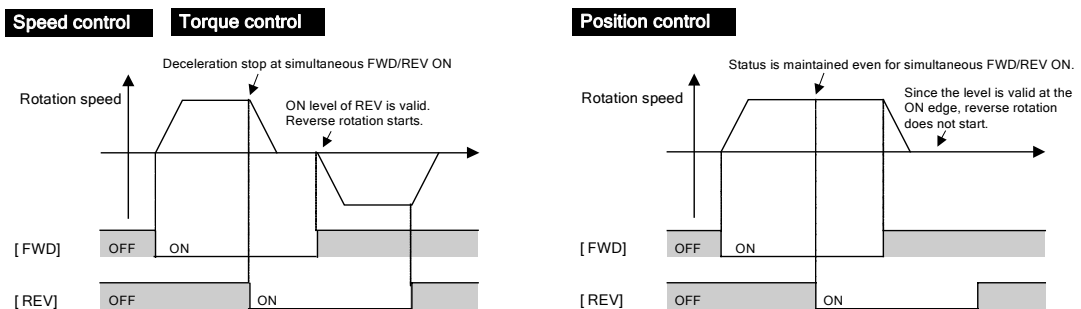 Speed control
Torque control
Deceleration stop at simultaneous FWD/REV ON
Rotation speed
ON level of REV is valid.
Reverse rotation starts.
[ FWD]
OFF
ON
[ REV]
OFF
ON
Position control
Status is maintained even for simultaneous FWD/REV ON.
Rotation speed
Since the level is valid at the
ON edge, reverse rotation
does not start.
[ FWD]
OFF
ON
[ REV]
OFF
ON